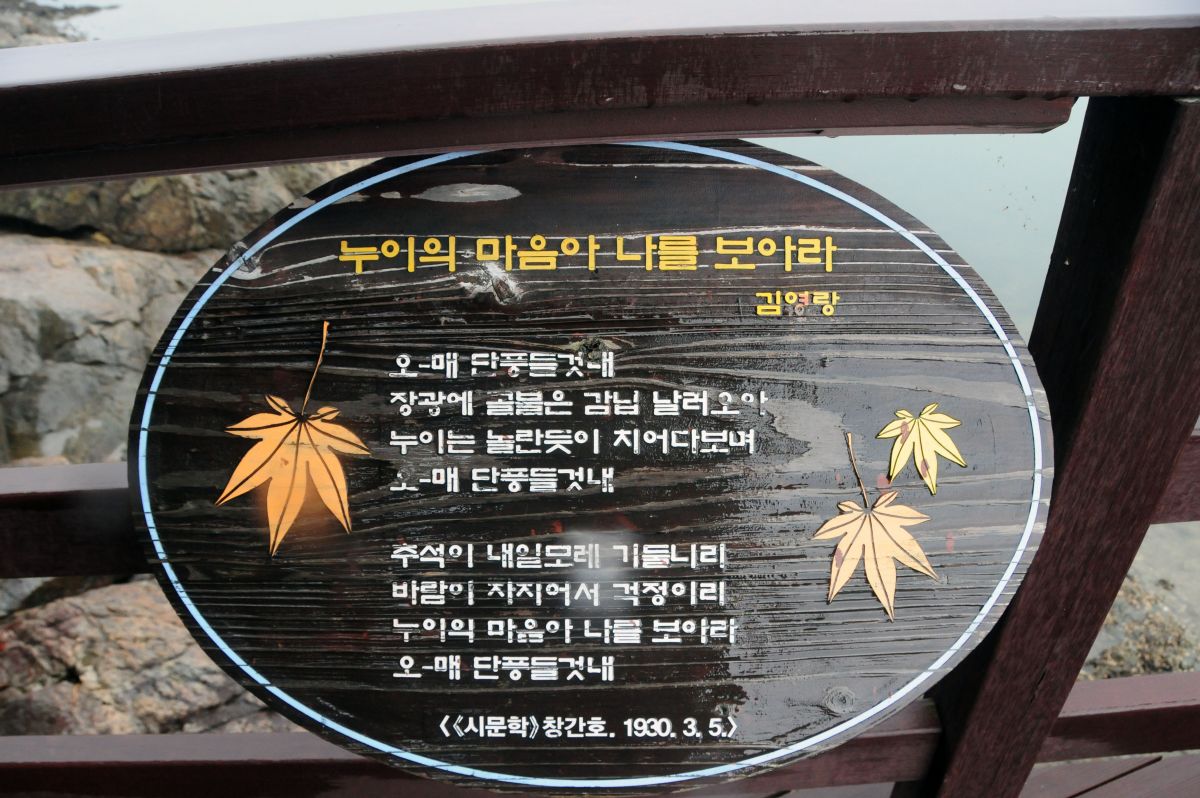 누이의 마음아 나를 보아라
김영랑
오-매 단풍들것내
장광에 골불은 감닙 날러오아
누이는 놀란듯이 치어다보며
오-매 단풍들것내
추석이 내일모레 기둘니리
바람이 자지어서 걱정이리
누이의 마음아 나를 보아라
오-매 단풍들것내
《《시문학》창간호. 1930. 3. 5.》